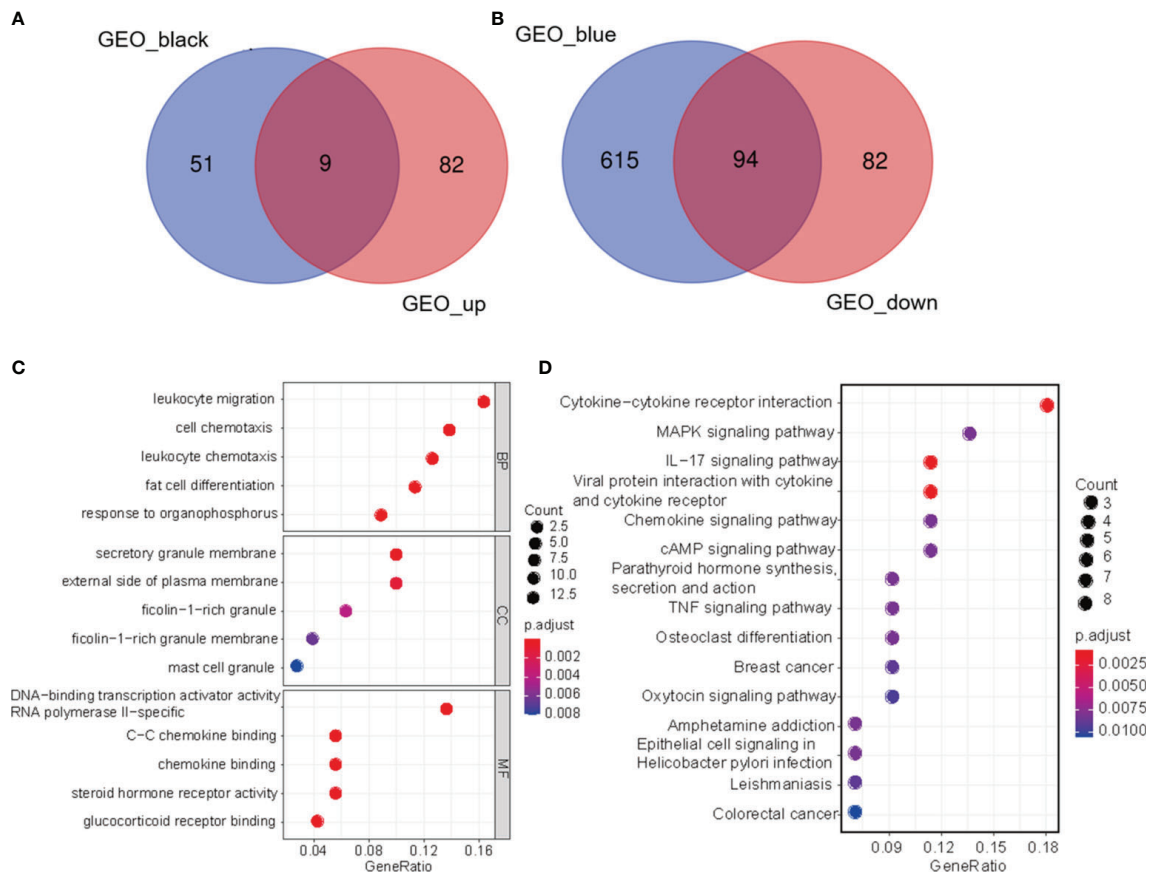 A
GEO_black
51
9
82
GEO_up
B
GEO_blue
615
94
82
GEO_down
C
leukocyte migration
cell chemotaxis
leukocyte chemotaxis
fat cell differentiation
response to organophosphorus
BP
secretory granule membrane
external side of plasma membrane
ficolin-1-rich granule
ficolin-1-rich granule membrane
mast cell granule
CC
DNA-binding transcription activator activity
RNA polymerase II-specific
C-C chemokine binding
chemokine binding
steroid hormone receptor activity
glucocorticoid receptor binding
MF
0.04 0.08 0.12 0.16
GeneRatio
Count
2.5
5.0
7.5
10.0
12.5
p.adjust
0.002
0.004
0.006
0.008
D
Cytokine-cytokine receptor interaction
MAPK signaling pathway
IL-17 signaling pathway
Viral protein interaction with cytokine
and cytokine receptor
Chemokine signaling pathway
cAMP signaling pathway
Parathyroid hormone synthesis,
secretion and action
TNF signaling pathway
Osteoclast differentiation
Breast cancer
Oxytocin signaling pathway
Amphetamine addiction
Epithelial cell signaling in
Helicobacter pylori infection
Leishmaniasis
Colorectal cancer
0.09 0.12 0.15 0.18
GeneRatio
Count
3
4
5
6
7
8
p.adjust
0.0025
0.0050
0.0075
0.0100